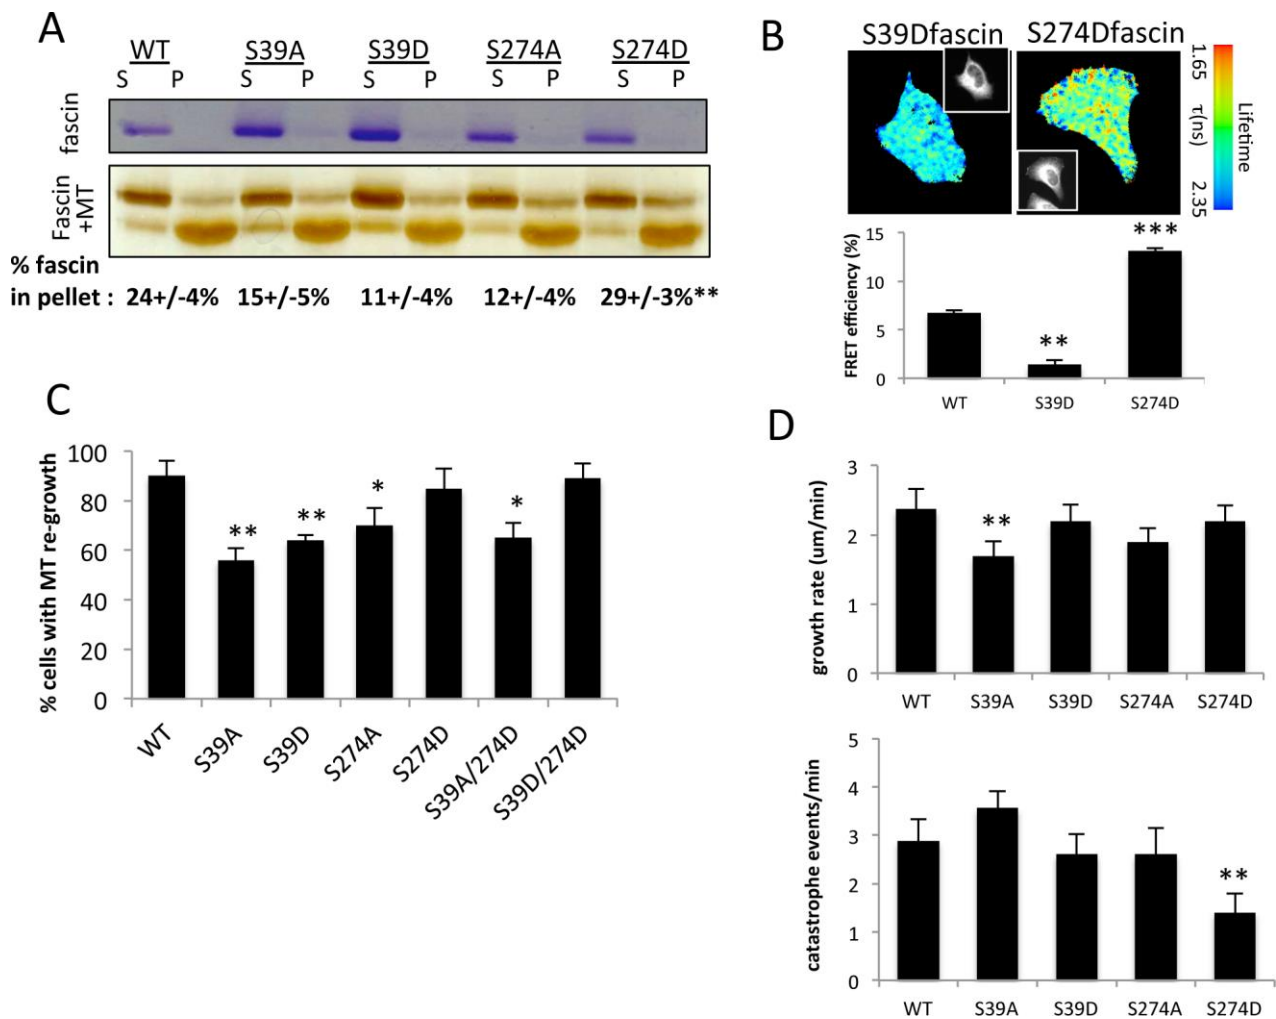 A
WT S39A S39D S274A S274D
S P S P S P S P S P
fascin
Fascin
+MT
% fascin
in pellet : 24+/-4% 15+/-5% 11+/-4% 12+/-4% 29+/-3%**
B
S39Dfascin S274Dfascin
1.65 τ(ns) 2.35
Lifetime
FRET efficiency (%)
15
10
5
0
**
***
WT S39D S274D
C
% cells with MT re-growth
100
80
60
40
20
0
** ** * *
WT S39A S39D S274A S274D S39A/274D S39D/274D
D
growth rate (um/min)
3
2
1
0
**
WT S39A S39D S274A S274D
catastrophe events/min
5
4
3
2
1
0
**
WT S39A S39D S274A S274D